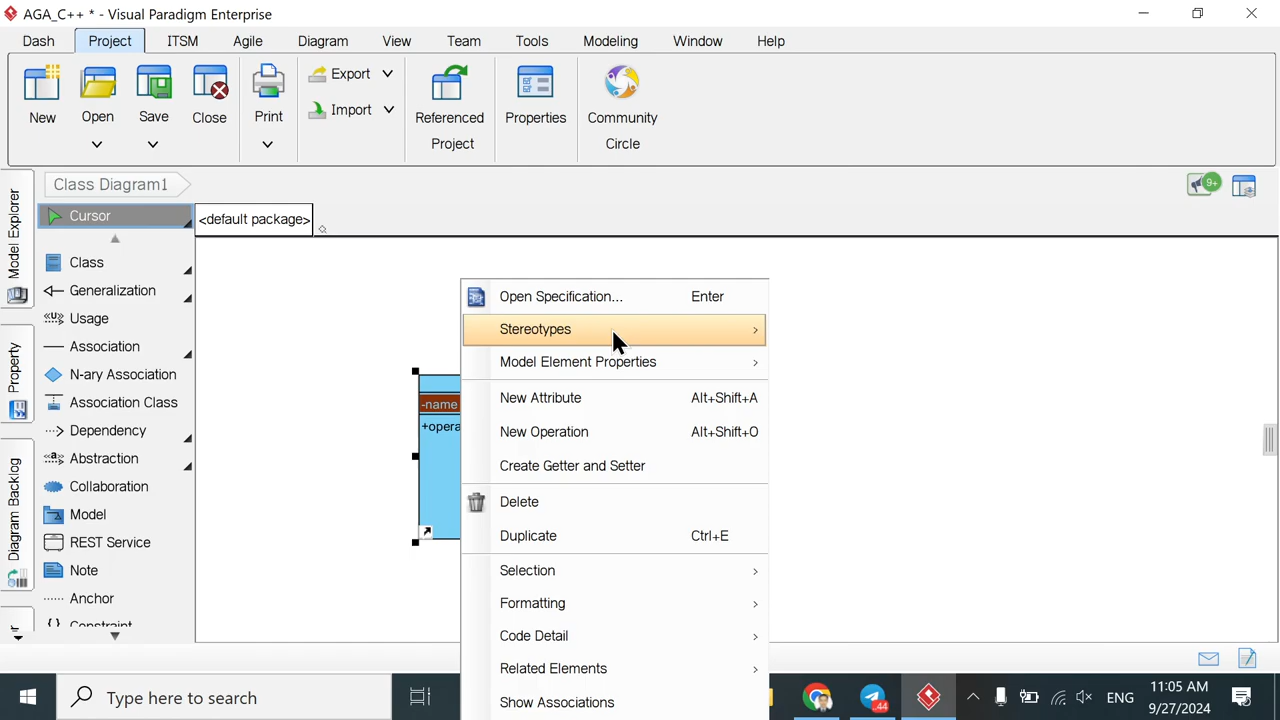 AGA_C++ * - Visual Paradigm Enterprise
Dash Project ITSM Agile Diagram View Team Tools Modeling Window Help
New Open Save Close Print Export Import Referenced Project Properties Community Circle
Class Diagram1
9+
Model Explorer
Property
Diagram Backlog
Cursor
Class
Generalization
Usage
Association
N-ary Association
Association Class
Dependency
Abstraction
Collaboration
Model
REST Service
Note
Anchor
Constraint
<default package>
-name
+opera
Open Specification... Enter
Stereotypes
Model Element Properties
New Attribute Alt+Shift+A
New Operation Alt+Shift+O
Create Getter and Setter
Delete
Duplicate Ctrl+E
Selection
Formatting
Code Detail
Related Elements
Show Associations
Type here to search
44
ENG
11:05 AM
9/27/2024